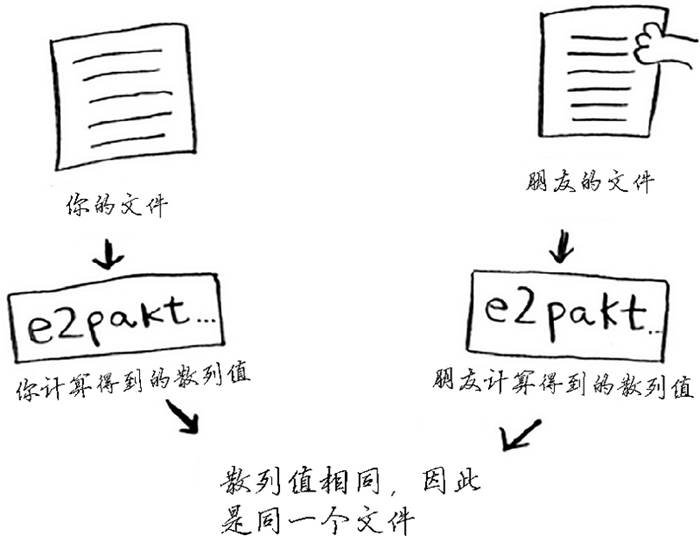 你的文件
朋友的文件
e2pakt...
e2pakt..
你计算得到的散列值
朋友计算得到的散列值
散列值相同，因此
是同一个文件